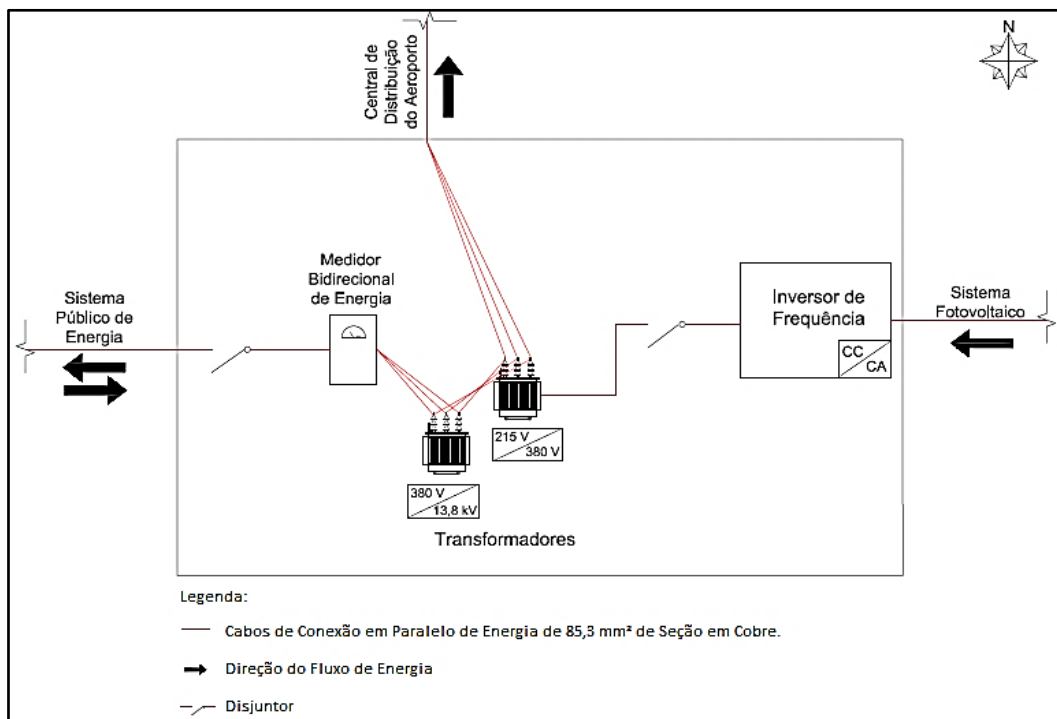 N
Central de
Distribuição
do Aeroporto
Medidor
Bidirecional
de Energia
Sistema
Público de
Energia
Inversor de
Frequência
CC
CA
Sistema
Fotovoltaico
215 V
380 V
380 V
13,8 kV
Transformadores
Legenda:
Cabos de Conexão em Paralelo de Energia de 85,3 mm² de Seção em Cobre.
Direção do Fluxo de Energia
Disjuntor